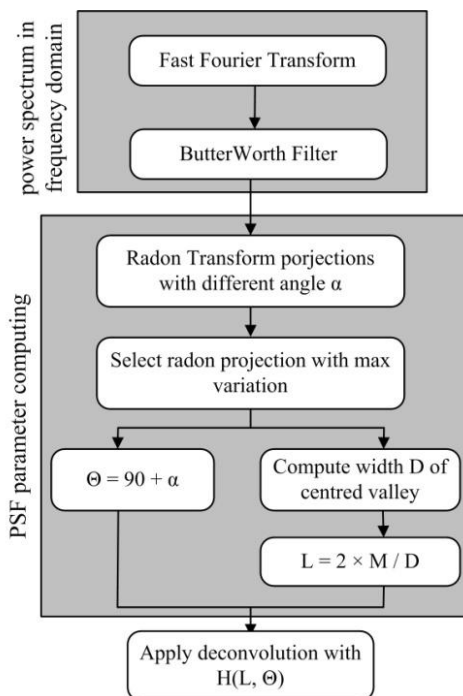 power spectrum in
frequency domain
Fast Fourier Transform
ButterWorth Filter
PSF parameter computing
Radon Transform porjections
with different angle α
Select radon projection with max
variation
Θ = 90 + α
Compute width D of
centred valley
L = 2 × M / D
Apply deconvolution with
H(L, Θ)